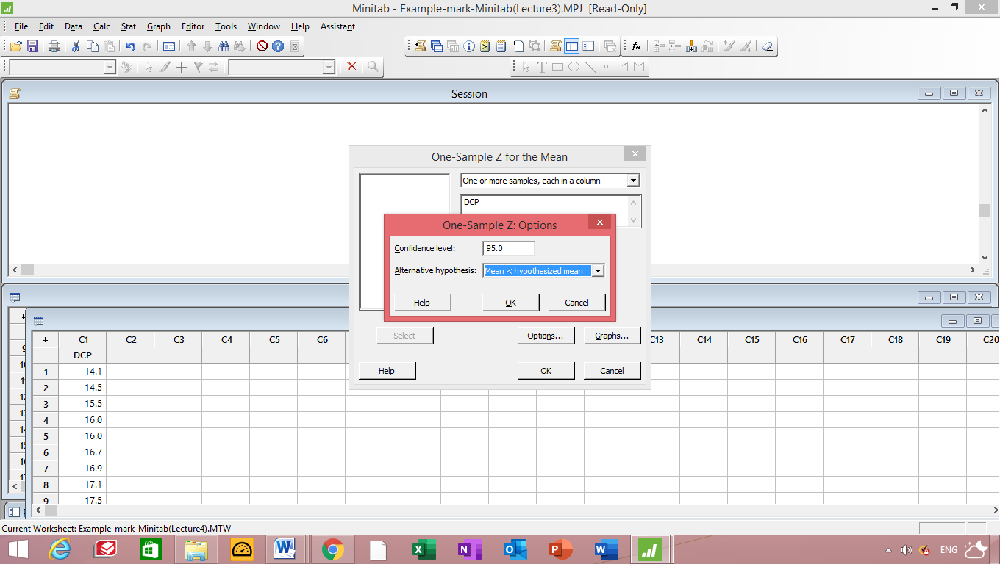 Minitab - Example-mark-Minitab(Lecture3).MPJ [Read-Only]
File Edit Data Calc Stat Graph Editor Tools Window Help Assistant
Session
One-Sample Z for the Mean
One or more samples, each in a column
DCP
One-Sample Z: Options
Confidence level: 95.0
Alternative hypothesis: Mean < hypothesized mean
Help OK Cancel
Select Options... Graphs...
Help OK Cancel
C1 C2 C3 C4 C5 C6 C13 C14 C15 C16 C17 C18 C19 C20
DCP
1 14.1
2 14.5
3 15.5
4 16.0
5 16.0
6 16.7
7 16.9
8 17.1
9 17.5
Current Worksheet: Example-mark-Minitab(Lecture4).MTW
ENG